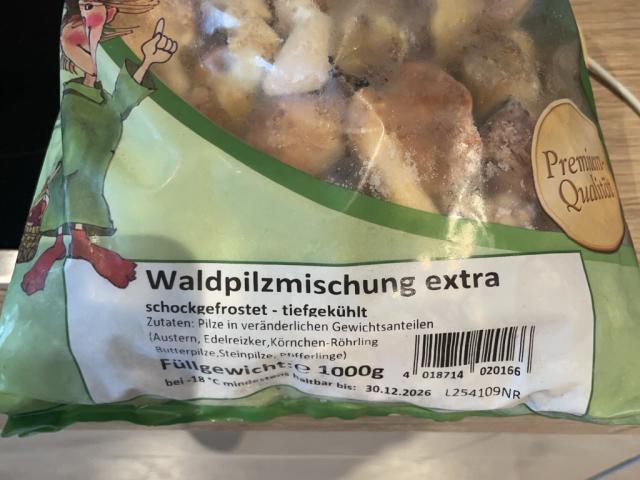 Premium-
Qualität
Waldpilzmischung extra
schockgefrostet - tiefgekühlt
Zutaten: Pilze in veränderlichen Gewichtsanteilen
(Austern, Edelreizker,Körnchen-Röhrling
Butterpilze,Steinpilze, Pfifferlinge)
Füllgewicht:℮ 1000g
bei -18 °C mindestens haltbar bis: 30.12.2026 L254109NR
4 018714 020166